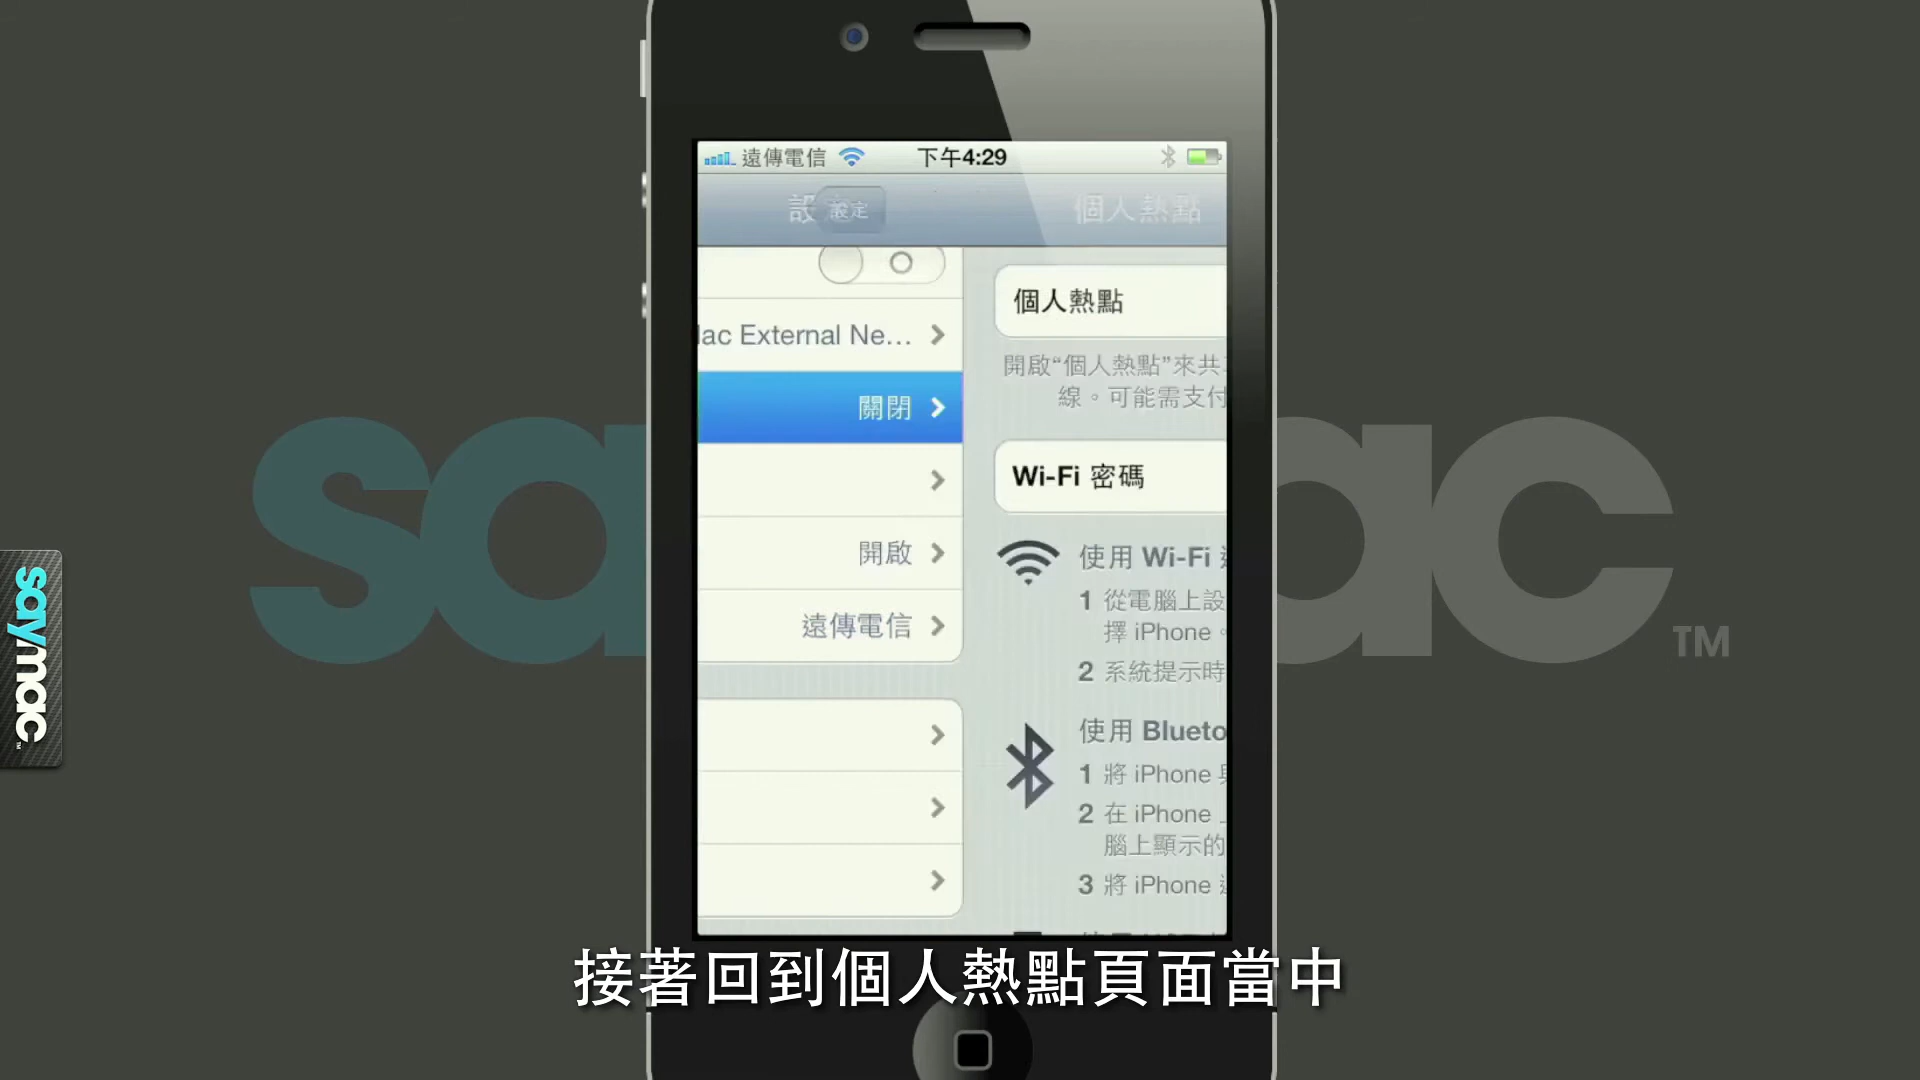 遠傳電信
下午4:29
設定
個人熱點
Mac External Ne...
關閉
開啟
遠傳電信
個人熱點
開啟“個人熱點”來共
線。可能需支付
Wi-Fi 密碼
使用 Wi-Fi
1 從電腦上設
擇 iPhone。
2 系統提示時
使用 Blueto
1 將 iPhone
2 在 iPhone 上
腦上顯示的
3 將 iPhone
接著回到個人熱點頁面當中
saymac
TM
saymac